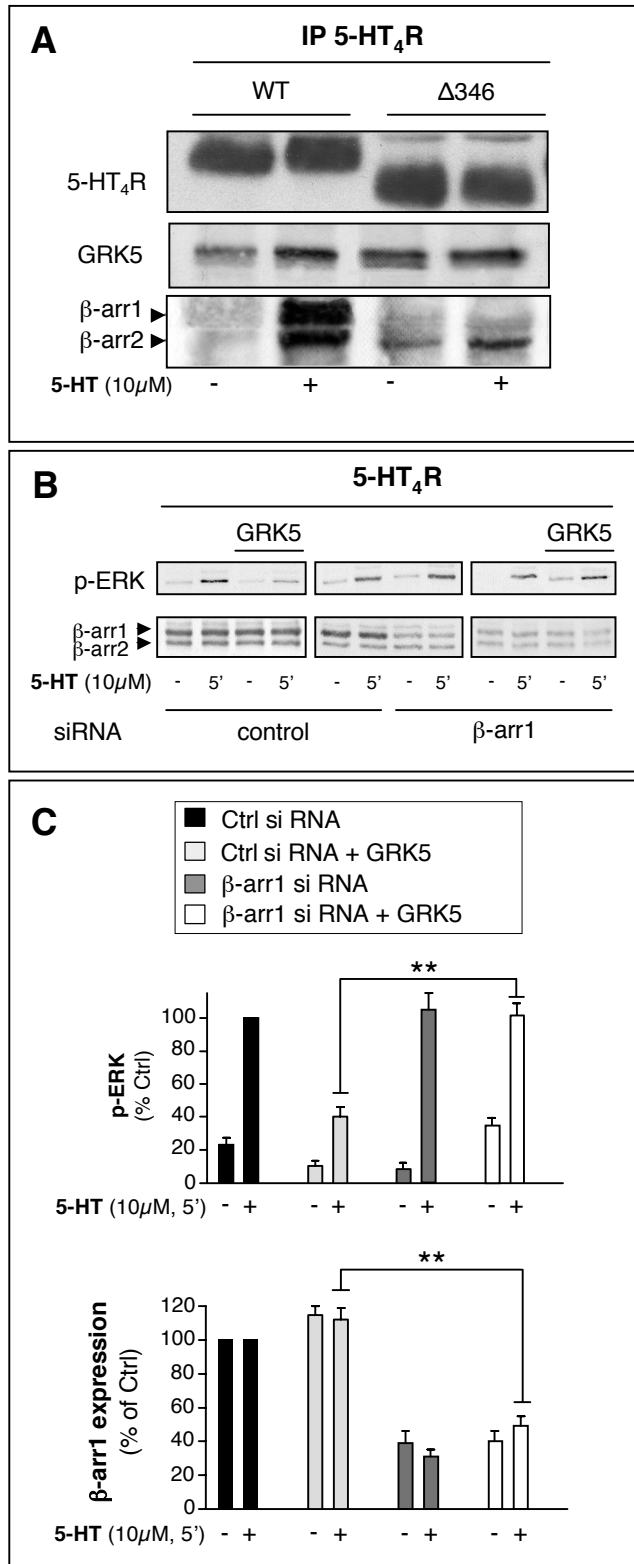 A
IP 5-HT4R
WT Δ346
5-HT4R
GRK5
β-arr1
β-arr2
5-HT (10µM) - + - +
B
5-HT4R
GRK5 GRK5
p-ERK
β-arr1
β-arr2
5-HT (10µM) - 5' - 5' - 5' - 5' - 5' - 5'
siRNA control β-arr1
C
Ctrl si RNA
Ctrl si RNA + GRK5
β-arr1 si RNA
β-arr1 si RNA + GRK5
**
p-ERK
(% Ctrl)
100
80
60
40
20
0
5-HT (10µM, 5') - + - + - + - +
**
β-arr1 expression
(% of Ctrl)
120
100
80
60
40
20
0
5-HT (10µM, 5') - + - + - + - +